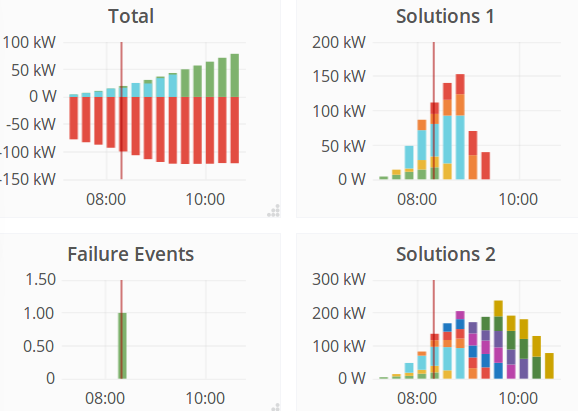 Total
100 kW
50 kW
0 W
-50 kW
-100 kW
-150 kW
08:00 10:00
Solutions 1
200 kW
150 kW
100 kW
50 kW
0 W
08:00 10:00
Failure Events
1.50
1.00
0.50
0
08:00 10:00
Solutions 2
300 kW
200 kW
100 kW
0 W
08:00 10:00